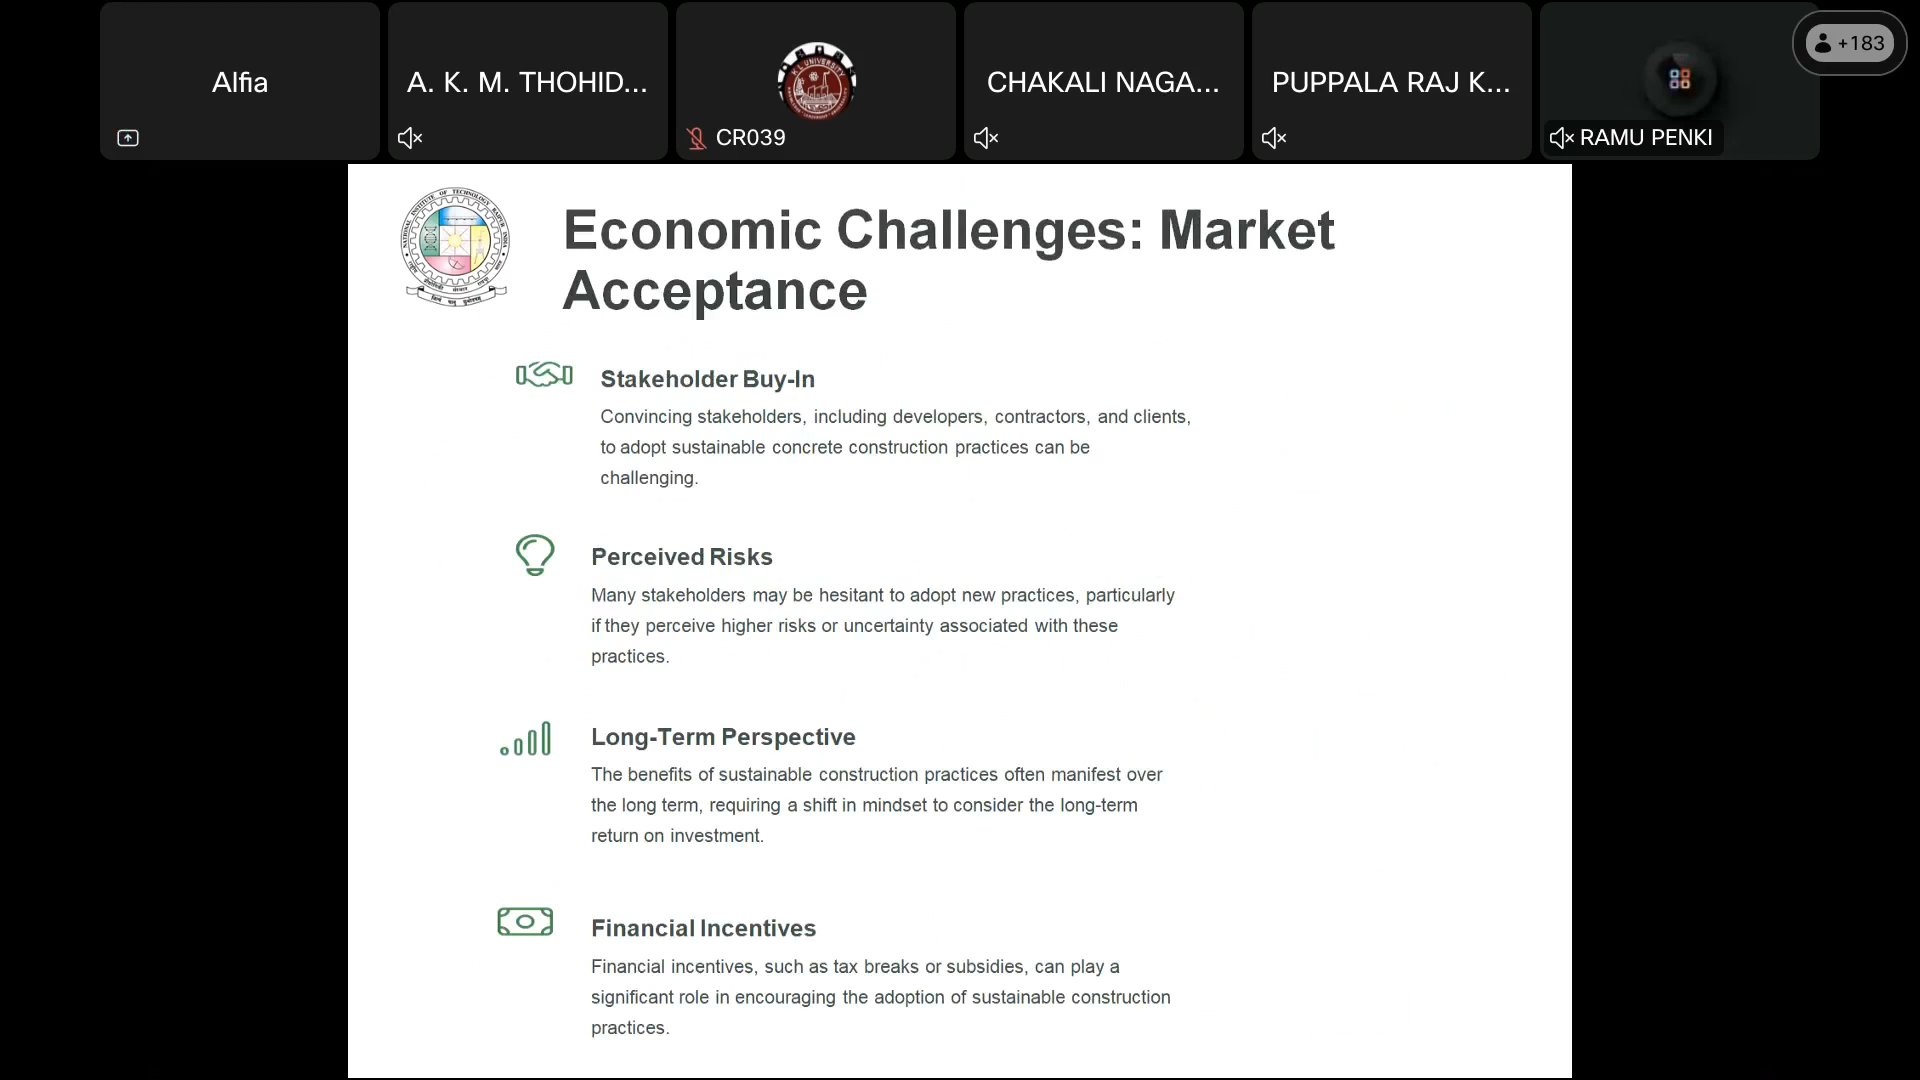 Alfia
A. K. M. THOHID...
CR039
CHAKALI NAGA...
PUPPALA RAJ K...
RAMU PENKI
+183
Economic Challenges: Market
Acceptance
Stakeholder Buy-In
Convincing stakeholders, including developers, contractors, and clients,
to adopt sustainable concrete construction practices can be
challenging.
Perceived Risks
Many stakeholders may be hesitant to adopt new practices, particularly
if they perceive higher risks or uncertainty associated with these
practices.
Long-Term Perspective
The benefits of sustainable construction practices often manifest over
the long term, requiring a shift in mindset to consider the long-term
return on investment.
Financial Incentives
Financial incentives, such as tax breaks or subsidies, can play a
significant role in encouraging the adoption of sustainable construction
practices.